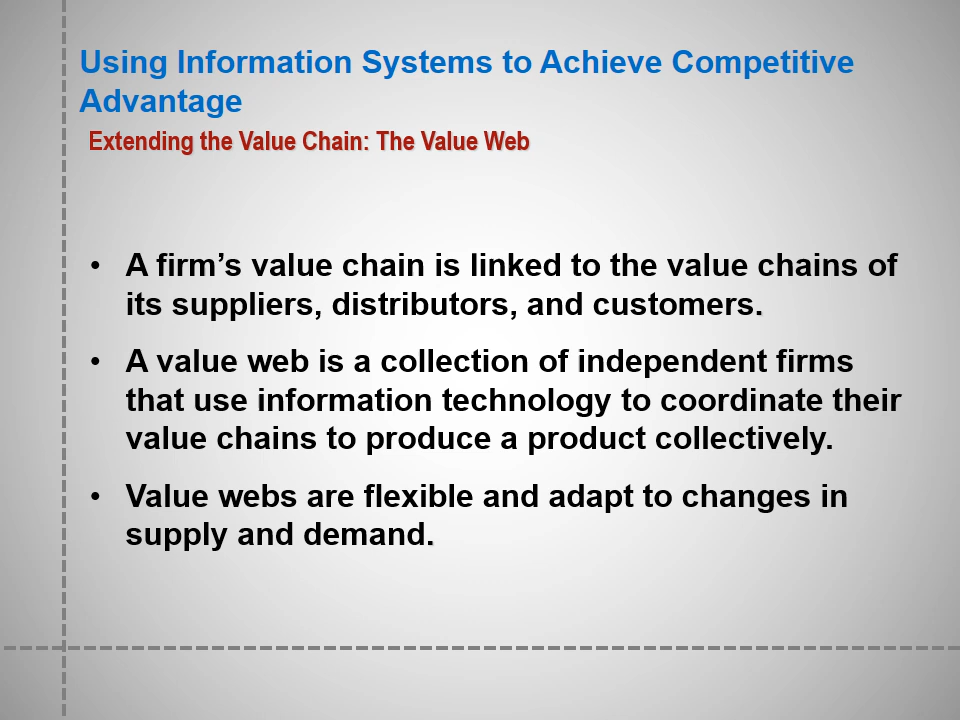 Using Information Systems to Achieve Competitive
Advantage
Extending the Value Chain: The Value Web
• A firm’s value chain is linked to the value chains of
its suppliers, distributors, and customers.
• A value web is a collection of independent firms
that use information technology to coordinate their
value chains to produce a product collectively.
• Value webs are flexible and adapt to changes in
supply and demand.